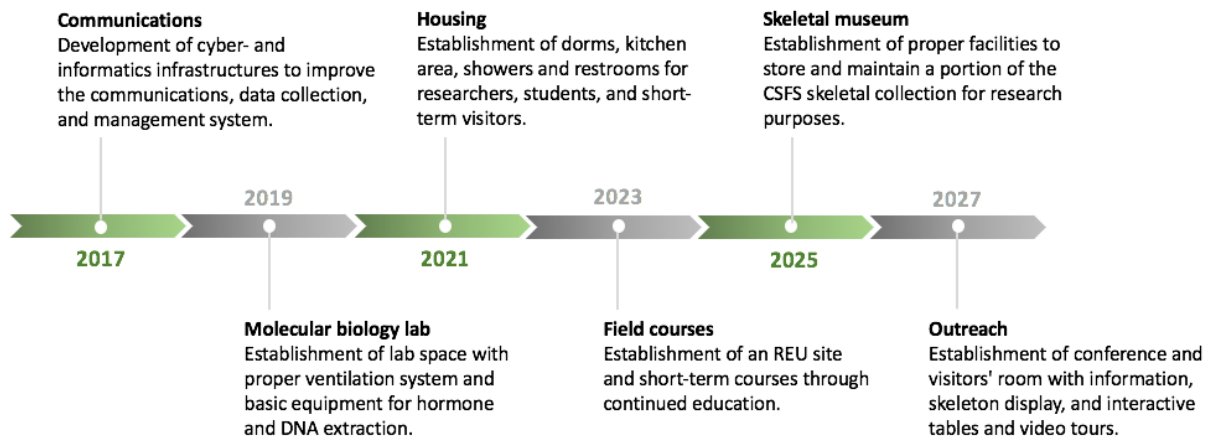 Communications
Development of cyber- and
informatics infrastructures to improve
the communications, data collection,
and management system.
Housing
Establishment of dorms, kitchen
area, showers and restrooms for
researchers, students, and short-
term visitors.
Skeletal museum
Establishment of proper facilities to
store and maintain a portion of the
CSFS skeletal collection for research
purposes.
2019
2023
2027
2017
2021
2025
Molecular biology lab
Establishment of lab space with
proper ventilation system and
basic equipment for hormone
and DNA extraction.
Field courses
Establishment of an REU site
and short-term courses through
continued education.
Outreach
Establishment of conference and
visitors' room with information,
skeleton display, and interactive
tables and video tours.